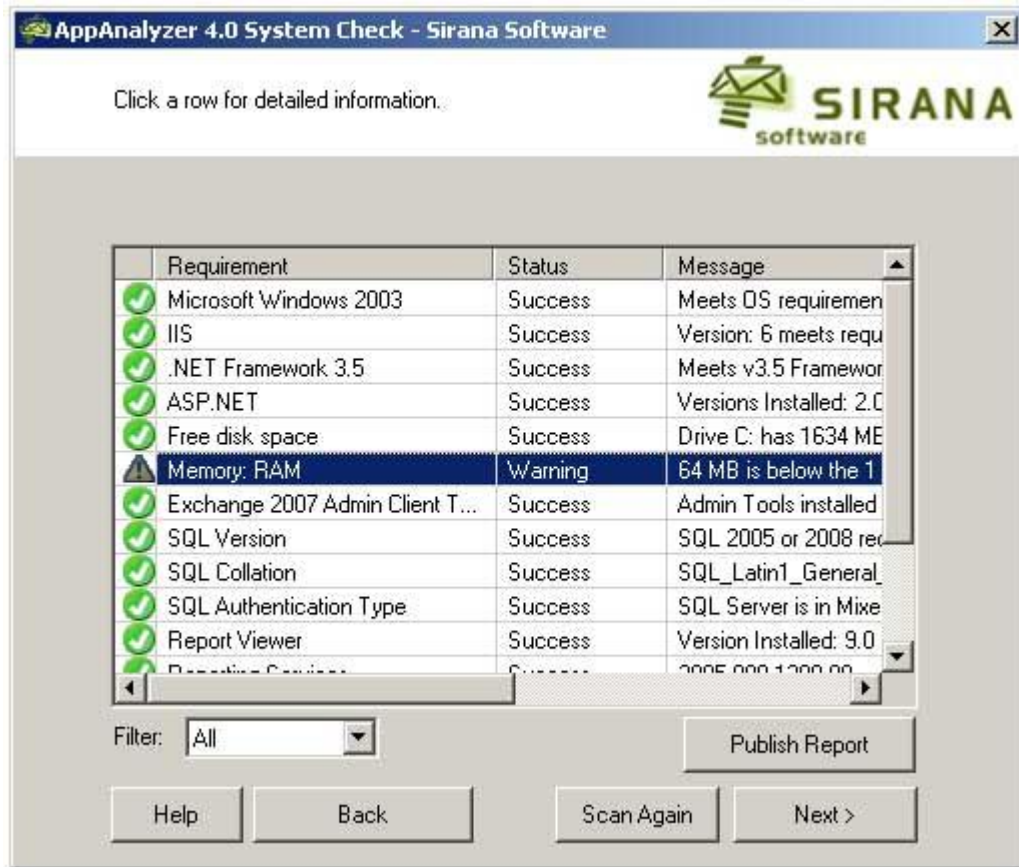 AppAnalyzer 4.0 System Check - Sirana Software
Click a row for detailed information.
SIRANA
software
Requirement Status Message
Microsoft Windows 2003 Success Meets OS requiremen
IIS Success Version: 6 meets requ
.NET Framework 3.5 Success Meets v3.5 Framewor
ASP.NET Success Versions Installed: 2.0
Free disk space Success Drive C: has 1634 MB
Memory: RAM Warning 64 MB is below the 1
Exchange 2007 Admin Client T... Success Admin Tools installed
SQL Version Success SQL 2005 or 2008 rec
SQL Collation Success SQL_Latin1_General_
SQL Authentication Type Success SQL Server is in Mixe
Report Viewer Success Version Installed: 9.0
Reporting Services Success
Filter: All
Publish Report
Help Back Scan Again Next >